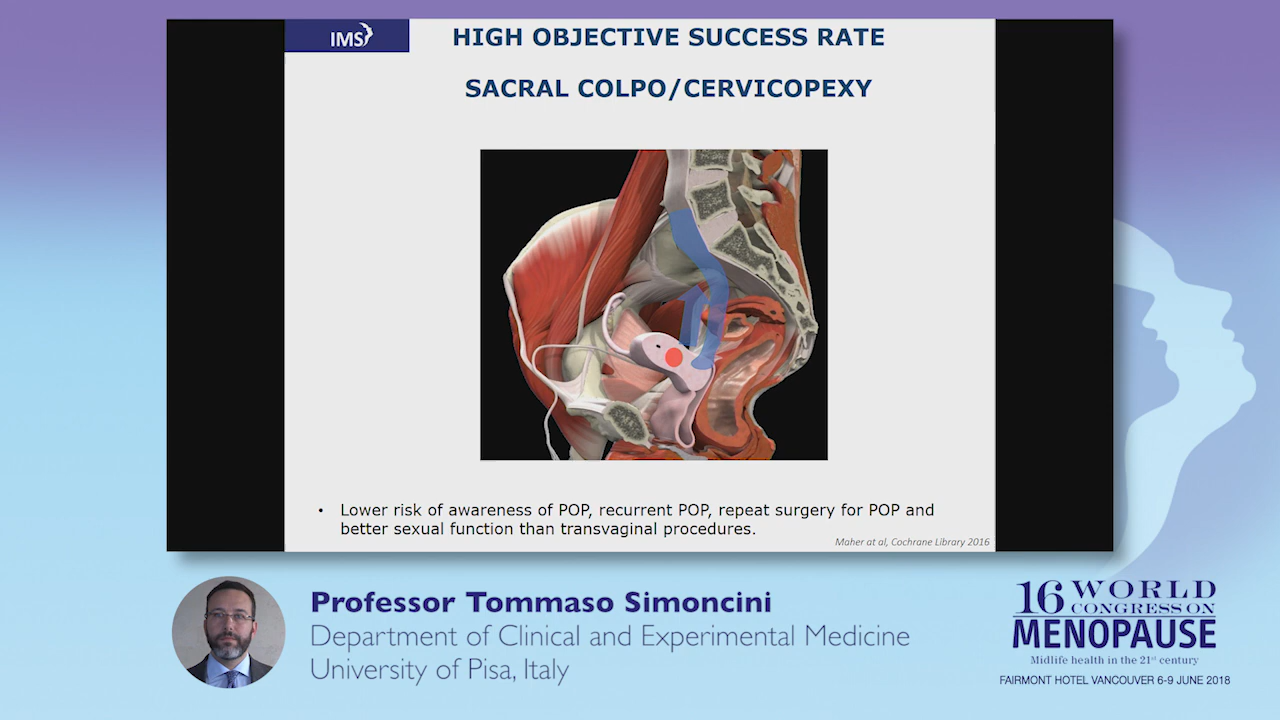 IMS
HIGH OBJECTIVE SUCCESS RATE
SACRAL COLPO/CERVICOPEXY
• Lower risk of awareness of POP, recurrent POP, repeat surgery for POP and
better sexual function than transvaginal procedures.
Maher at al, Cochrane Library 2016
Professor Tommaso Simoncini
Department of Clinical and Experimental Medicine
University of Pisa, Italy
16 WORLD
CONGRESS ON
MENOPAUSE
Midlife health in the 21st century
FAIRMONT HOTEL VANCOUVER 6-9 JUNE 2018